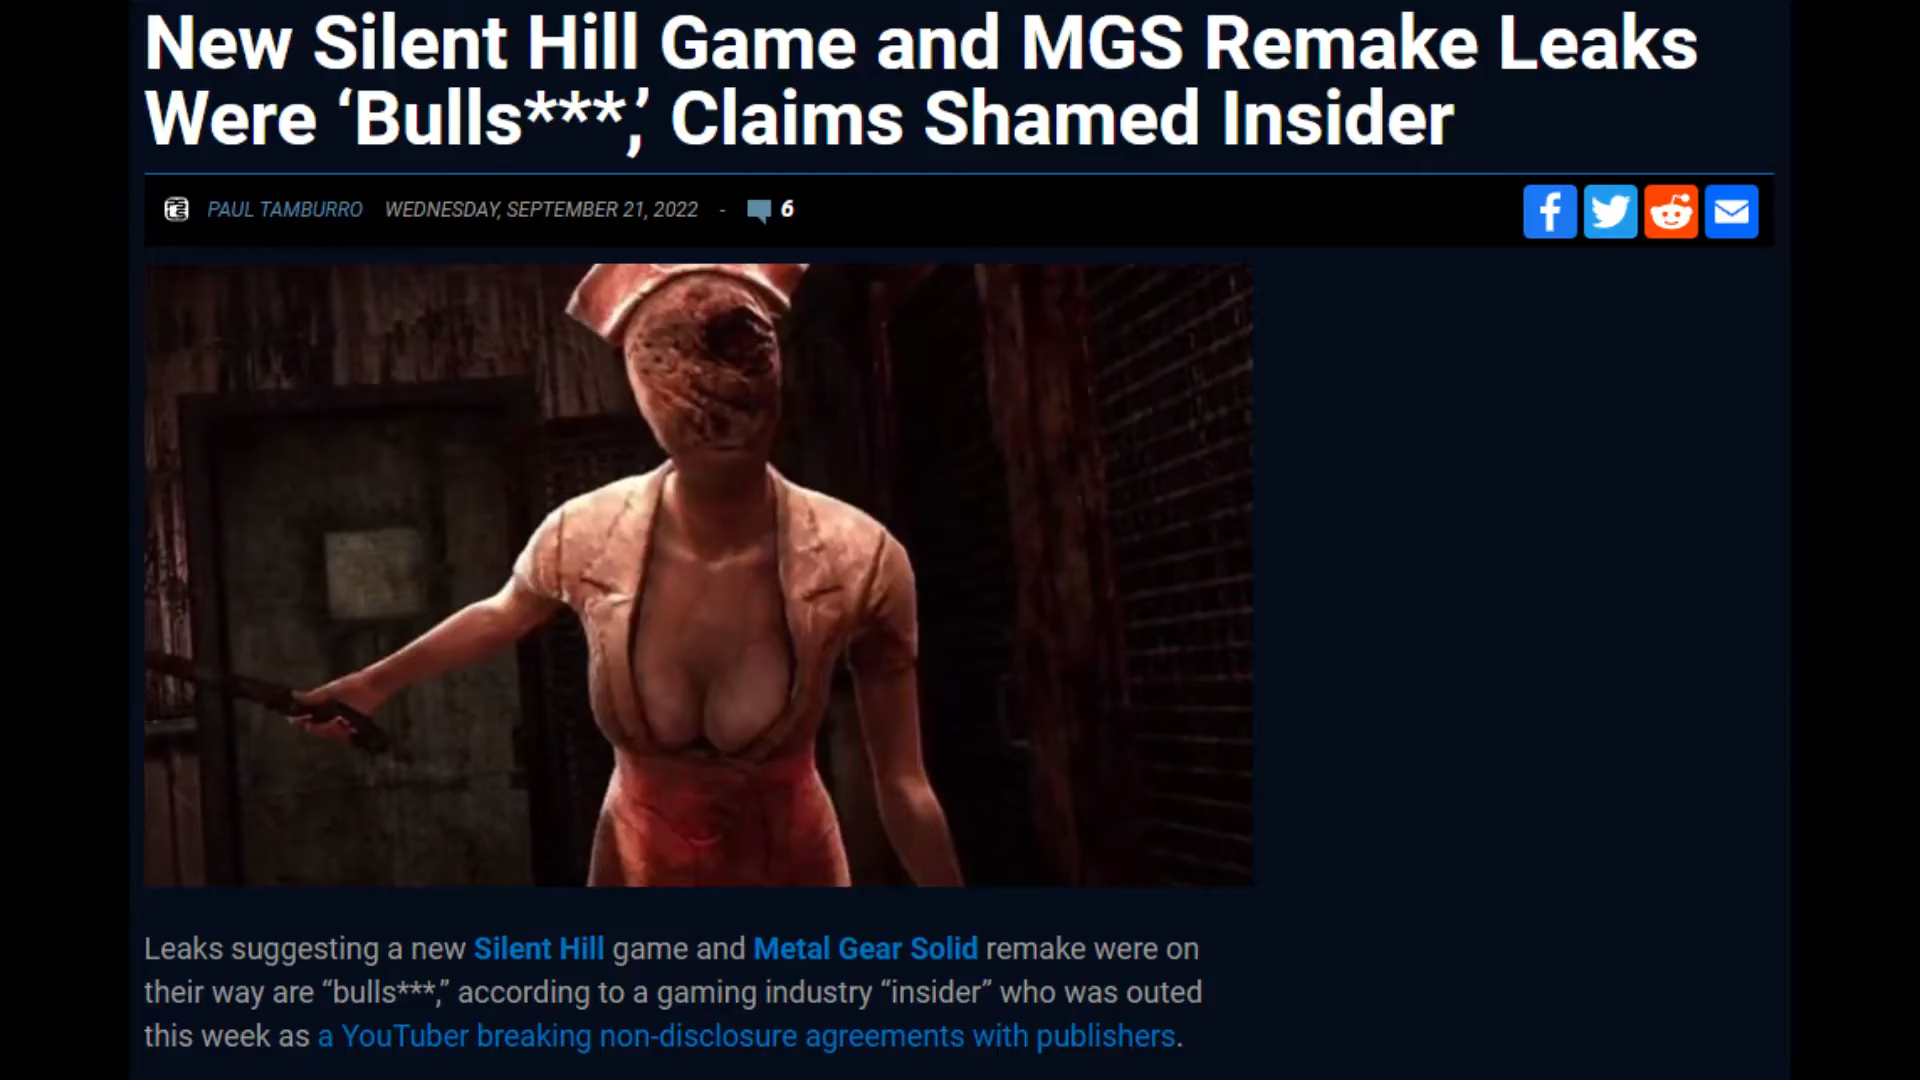 New Silent Hill Game and MGS Remake Leaks
Were ‘Bulls***,’ Claims Shamed Insider
PAUL TAMBURRO WEDNESDAY, SEPTEMBER 21, 2022 - 6
Leaks suggesting a new Silent Hill game and Metal Gear Solid remake were on
their way are “bulls***,” according to a gaming industry “insider” who was outed
this week as a YouTuber breaking non-disclosure agreements with publishers.